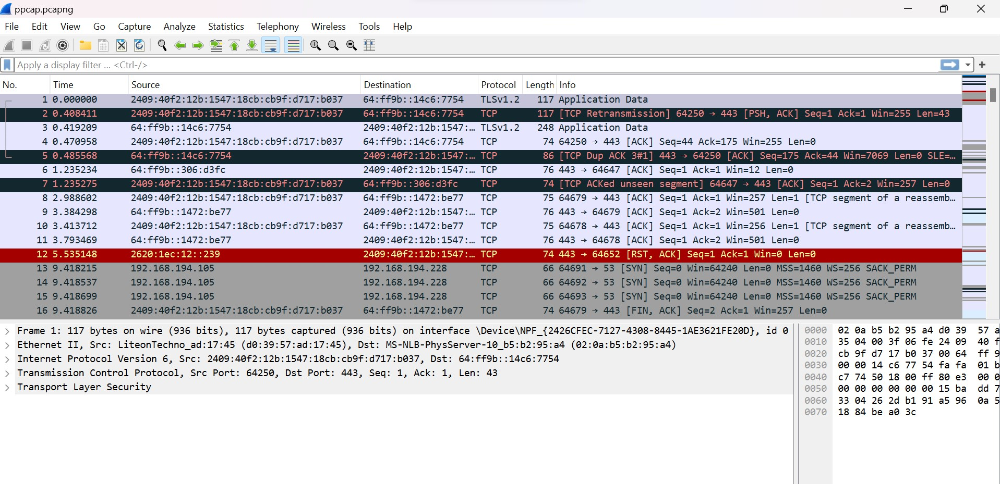 ppcap.pcapng
File Edit View Go Capture Analyze Statistics Telephony Wireless Tools Help
Apply a display filter ... <Ctrl-/>
No. Time Source Destination Protocol Length Info
1 0.000000 2409:40f2:12b:1547:18cb:cb9f:d717:b037 64:ff9b::14c6:7754 TLSv1.2 117 Application Data
2 0.408411 2409:40f2:12b:1547:18cb:cb9f:d717:b037 64:ff9b::14c6:7754 TCP 117 [TCP Retransmission] 64250 → 443 [PSH, ACK] Seq=1 Ack=1 Win=255 Len=43
3 0.419209 64:ff9b::14c6:7754 2409:40f2:12b:1547:… TLSv1.2 248 Application Data
4 0.470958 2409:40f2:12b:1547:18cb:cb9f:d717:b037 64:ff9b::14c6:7754 TCP 74 64250 → 443 [ACK] Seq=44 Ack=175 Win=255 Len=0
5 0.485568 64:ff9b::14c6:7754 2409:40f2:12b:1547:… TCP 86 [TCP Dup ACK 3#1] 443 → 64250 [ACK] Seq=175 Ack=44 Win=7069 Len=0 SLE=…
6 1.235234 64:ff9b::306:d3fc 2409:40f2:12b:1547:… TCP 76 443 → 64647 [ACK] Seq=1 Ack=1 Win=12 Len=0
7 1.235275 2409:40f2:12b:1547:18cb:cb9f:d717:b037 64:ff9b::306:d3fc TCP 74 [TCP ACKed unseen segment] 64647 → 443 [ACK] Seq=1 Ack=2 Win=257 Len=0
8 2.988602 2409:40f2:12b:1547:18cb:cb9f:d717:b037 64:ff9b::1472:be77 TCP 75 64679 → 443 [ACK] Seq=1 Ack=1 Win=257 Len=1 [TCP segment of a reassemb…
9 3.384298 64:ff9b::1472:be77 2409:40f2:12b:1547:… TCP 76 443 → 64679 [ACK] Seq=1 Ack=2 Win=501 Len=0
10 3.413712 2409:40f2:12b:1547:18cb:cb9f:d717:b037 64:ff9b::1472:be77 TCP 75 64678 → 443 [ACK] Seq=1 Ack=1 Win=256 Len=1 [TCP segment of a reassemb…
11 3.793469 64:ff9b::1472:be77 2409:40f2:12b:1547:… TCP 76 443 → 64678 [ACK] Seq=1 Ack=2 Win=501 Len=0
12 5.535148 2620:1ec:12::239 2409:40f2:12b:1547:… TCP 74 443 → 64652 [RST, ACK] Seq=1 Ack=1 Win=0 Len=0
13 9.418215 192.168.194.105 192.168.194.228 TCP 66 64691 → 53 [SYN] Seq=0 Win=64240 Len=0 MSS=1460 WS=256 SACK_PERM
14 9.418537 192.168.194.105 192.168.194.228 TCP 66 64692 → 53 [SYN] Seq=0 Win=64240 Len=0 MSS=1460 WS=256 SACK_PERM
15 9.418699 192.168.194.105 192.168.194.228 TCP 66 64693 → 53 [SYN] Seq=0 Win=64240 Len=0 MSS=1460 WS=256 SACK_PERM
16 9.418826 2409:40f2:12b:1547:18cb:cb9f:d717:b037 64:ff9b::1472:be77 TCP 74 64679 → 443 [FIN, ACK] Seq=2 Ack=1 Win=257 Len=0
Frame 1: 117 bytes on wire (936 bits), 117 bytes captured (936 bits) on interface \Device\NPF_{2426CFEC-7127-4308-8445-1AE3621FE20D}, id 0
Ethernet II, Src: LiteonTechno_ad:17:45 (d0:39:57:ad:17:45), Dst: MS-NLB-PhysServer-10_b5:b2:95:a4 (02:0a:b5:b2:95:a4)
Internet Protocol Version 6, Src: 2409:40f2:12b:1547:18cb:cb9f:d717:b037, Dst: 64:ff9b::14c6:7754
Transmission Control Protocol, Src Port: 64250, Dst Port: 443, Seq: 1, Ack: 1, Len: 43
Transport Layer Security
0000 02 0a b5 b2 95 a4 d0 39 57 a
0010 35 04 00 3f 06 fe 24 09 40 f
0020 cb 9f d7 17 b0 37 00 64 ff 9
0030 00 00 14 c6 77 54 fa fa 01 b
0040 c7 74 50 18 00 ff 80 e3 00 0
0050 00 00 00 00 00 00 15 ba dd 7
0060 33 04 26 2d b1 91 a5 96 0a 5
0070 18 84 be a0 3c